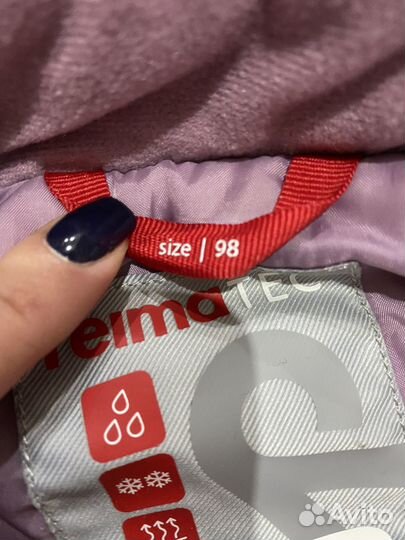 size | 98
reimaTEC
Avito